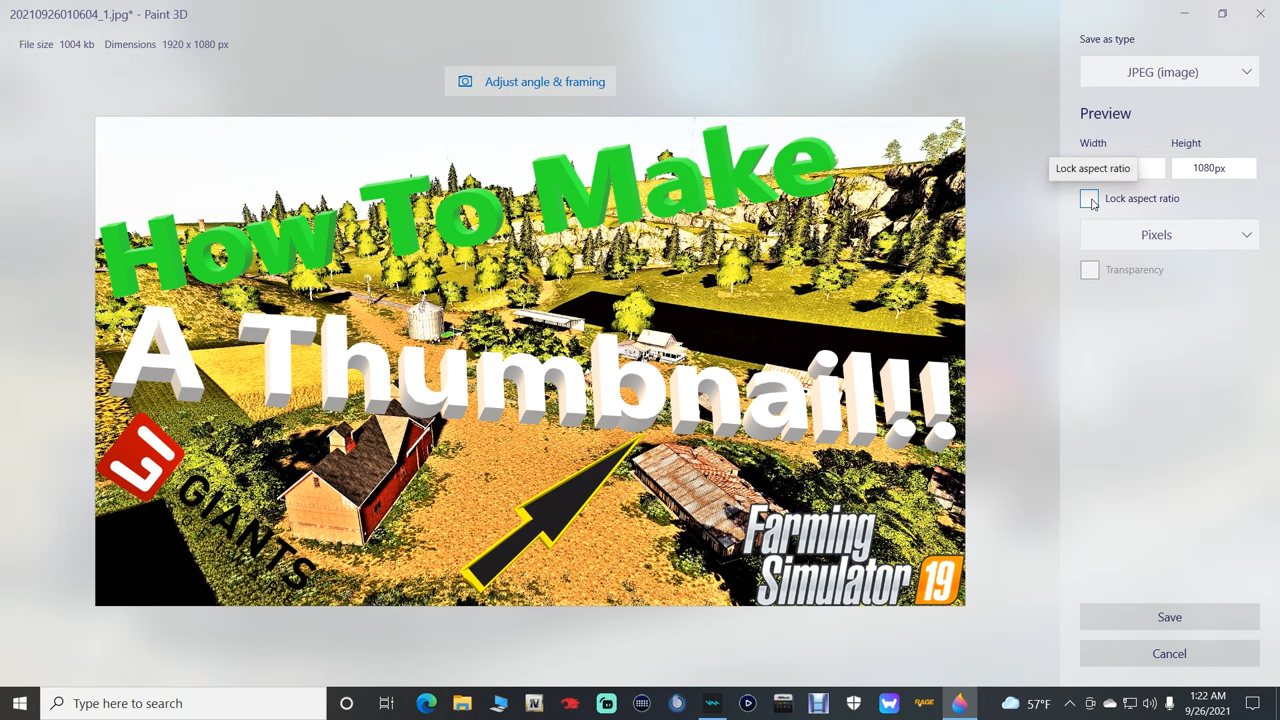 20210926010604_1.jpg* - Paint 3D
File size 1004 kb Dimensions 1920 x 1080 px
Adjust angle & framing
Save as type
JPEG (image)
Preview
Width Height
Lock aspect ratio
1080px
Lock aspect ratio
Pixels
Transparency
How To Make
A Thumbnail!!
GIANTS
Farming
Simulator 19
Save
Cancel
Type here to search
IV
RAGE
57°F
1:22 AM
9/26/2021